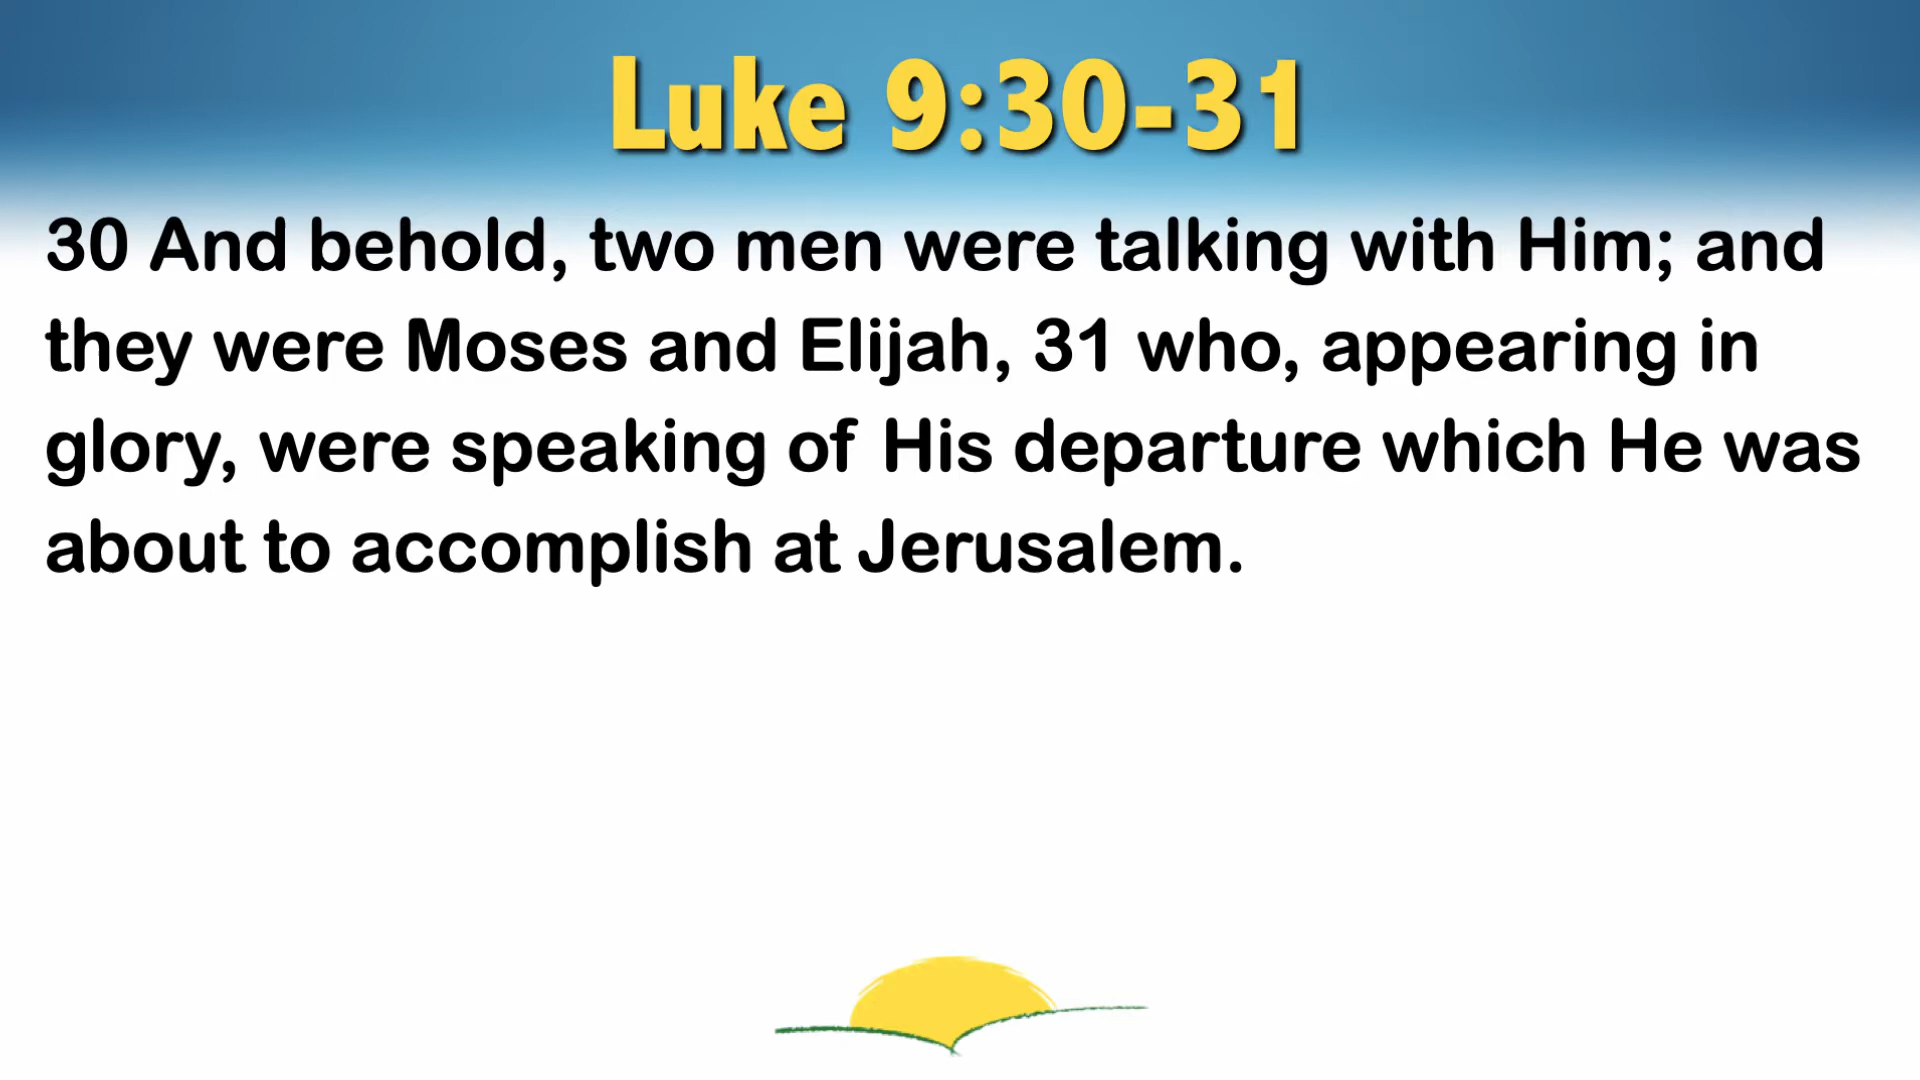 Luke 9:30-31
30 And behold, two men were talking with Him; and
they were Moses and Elijah, 31 who, appearing in
glory, were speaking of His departure which He was
about to accomplish at Jerusalem.